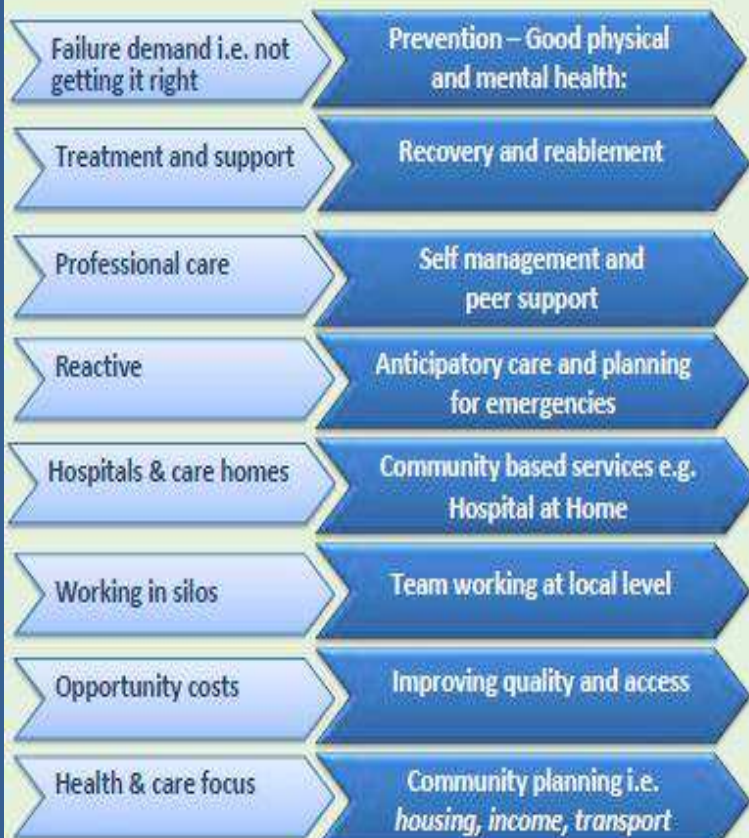 Failure demand i.e. not
getting it right
Prevention – Good physical
and mental health:
Treatment and support
Recovery and reablement
Professional care
Self management and
peer support
Reactive
Anticipatory care and planning
for emergencies
Hospitals & care homes
Community based services e.g.
Hospital at Home
Working in silos
Team working at local level
Opportunity costs
Improving quality and access
Health & care focus
Community planning i.e.
housing, income, transport